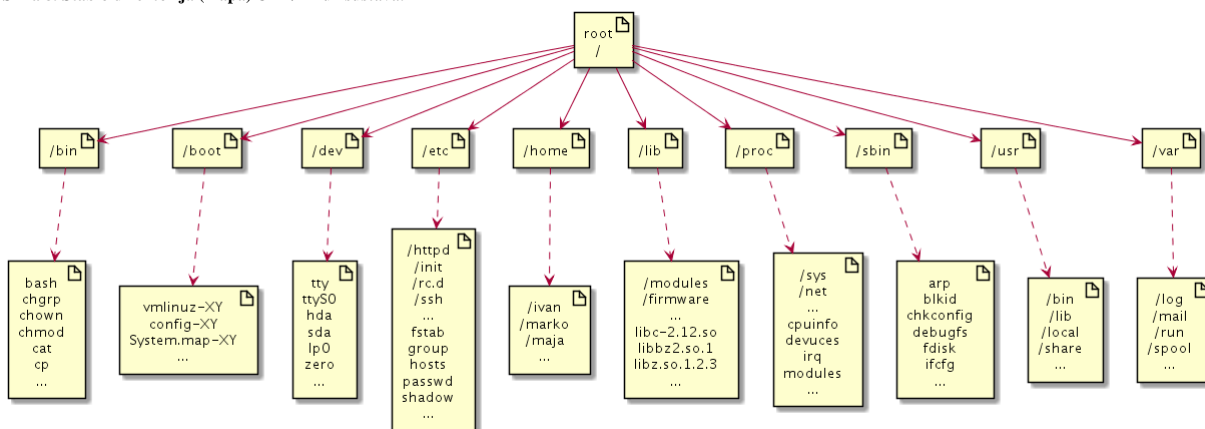 root
/
/bin
/boot
/dev
/etc
/home
/lib
/proc
/sbin
/usr
/var
bash
chgrp
chown
chmod
cat
cp
...
vmlinuz-XY
config-XY
System.map-XY
...
tty
ttyS0
hda
sda
lp0
zero
...
/httpd
/init
/rc.d
/ssh
...
fstab
group
hosts
passwd
shadow
...
/ivan
/marko
/maja
...
/modules
/firmware
...
libc-2.12.so
libbz2.so.1
libz.so.1.2.3
...
/sys
/net
...
cpuinfo
devuces
irq
modules
...
arp
blkid
chkconfig
debugfs
fdisk
ifcfg
...
/bin
/lib
/local
/share
...
/log
/mail
/run
/spool
...